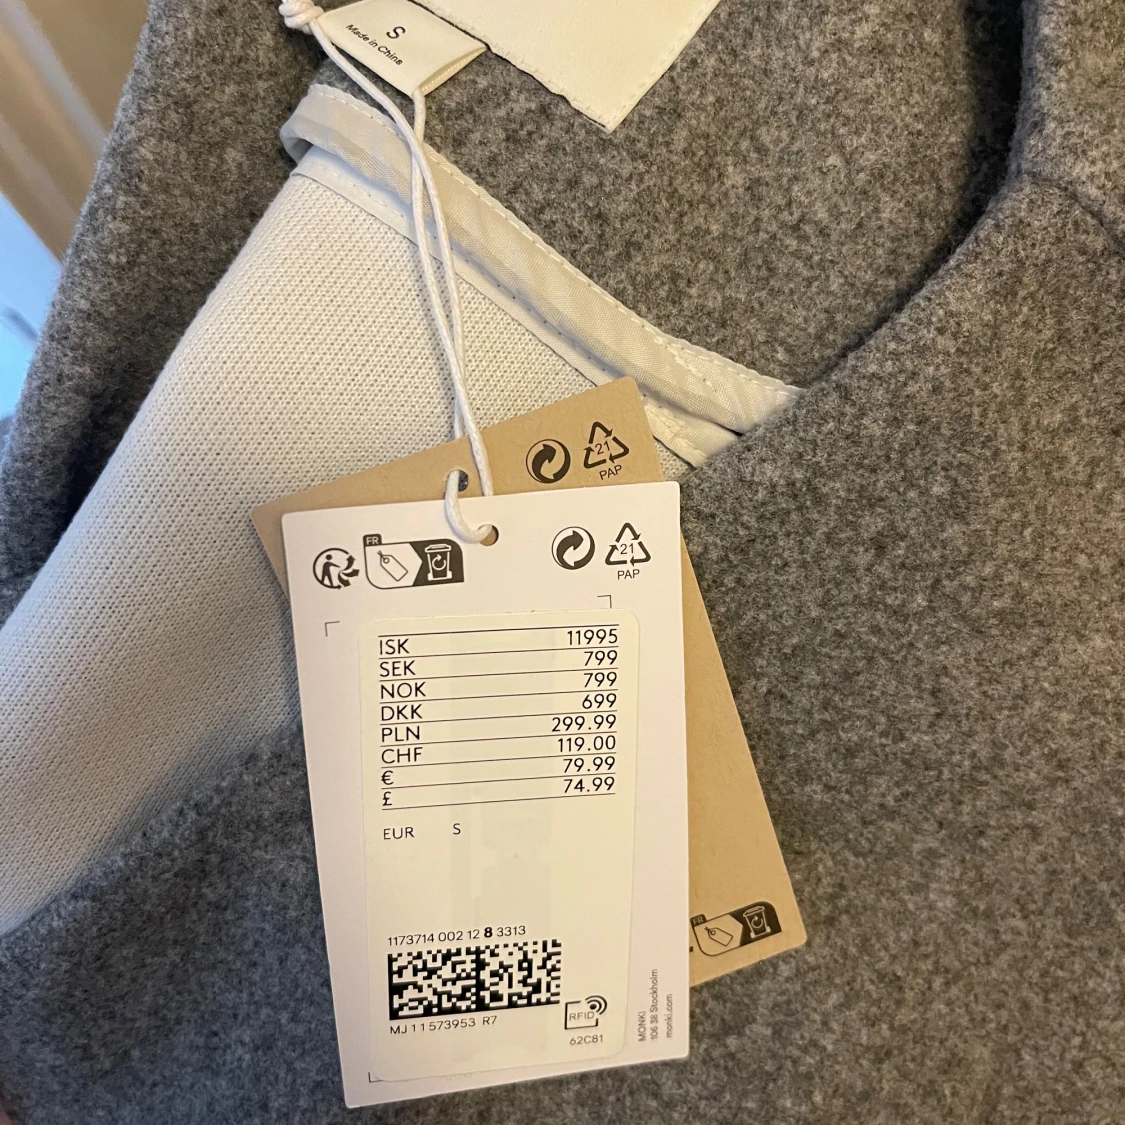 S
Made in China
21
PAP
FR
21
PAP
ISK 11995
SEK 799
NOK 799
DKK 699
PLN 299.99
CHF 119.00
€ 79.99
£ 74.99
EUR S
1173714 002 12 8 3313
MJ 11 573953 R7
RFID
62C81
MONKI
106 38 Stockholm
monki.com
FR